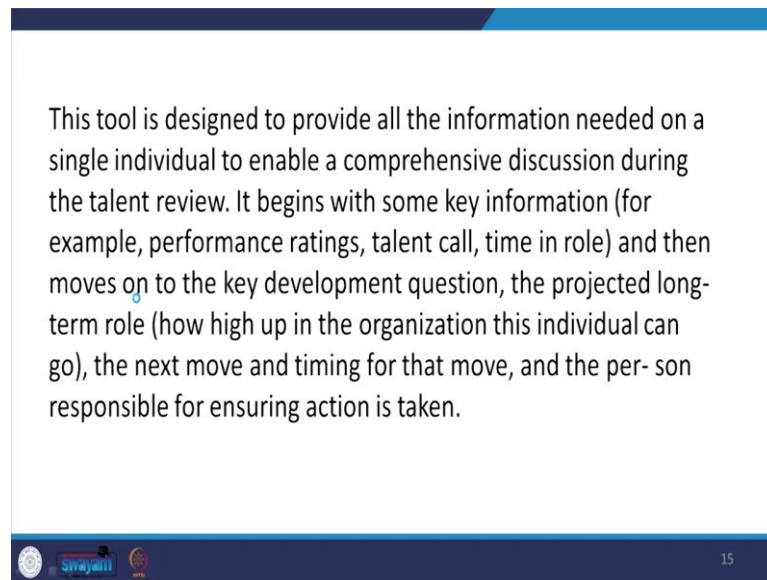 This tool is designed to provide all the information needed on a
single individual to enable a comprehensive discussion during
the talent review. It begins with some key information (for
example, performance ratings, talent call, time in role) and then
moves on to the key development question, the projected long-
term role (how high up in the organization this individual can
go), the next move and timing for that move, and the per- son
responsible for ensuring action is taken.
swayam
15